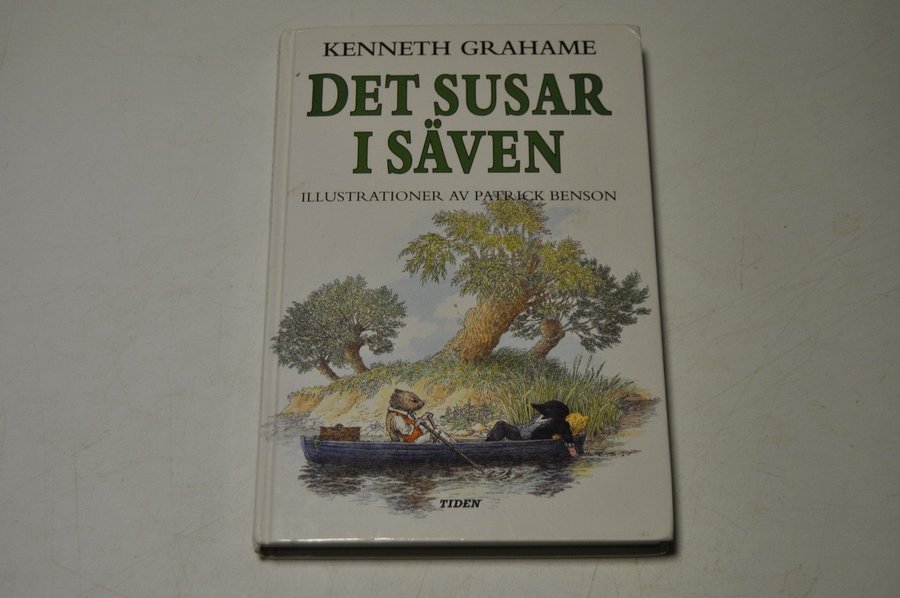 KENNETH GRAHAME
DET SUSAR
I SÄVEN
ILLUSTRATIONER AV PATRICK BENSON
TIDEN